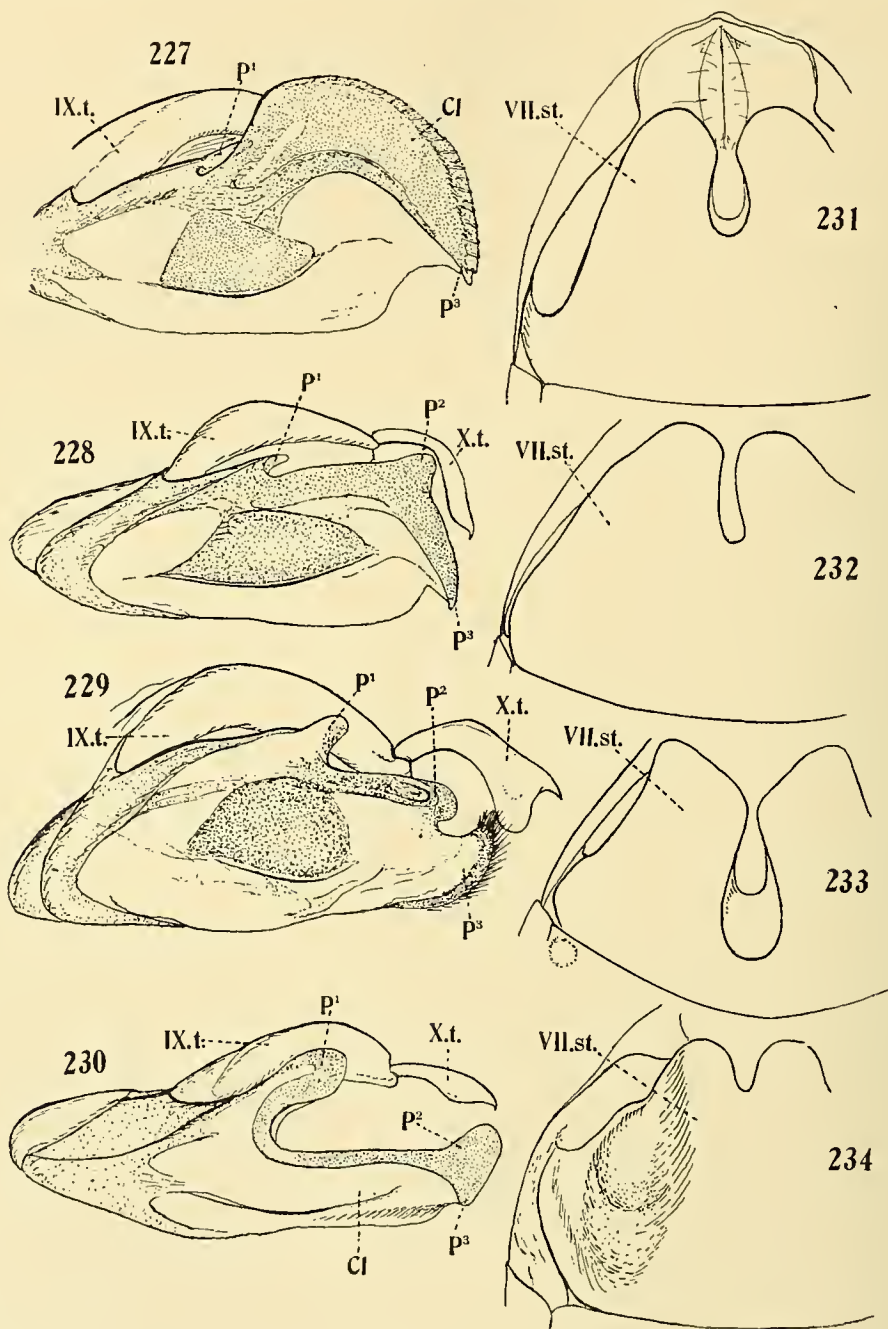 227
P¹
IX.t.
Cl
P³
228
P¹
IX.t.
P²
X.t.
P³
229
P¹
IX.t.
P²
X.t.
P³
230
P¹
IX.t.
X.t.
P²
P³
Cl
VII.st.
231
VII.st.
232
VII.st.
233
VII.st.
234